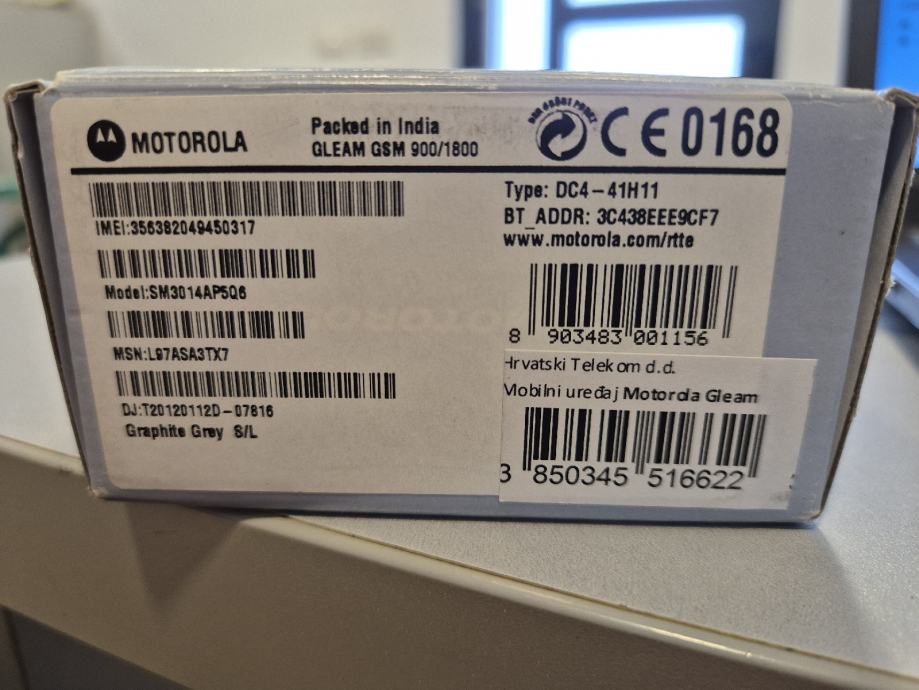 MOTOROLA
Packed in India
GLEAM GSM 900/1800
CE0168
IMEI:356382049450317
Model:SM3014AP5Q6
MSN:L97ASA3TX7
DJ:T20120112D-07816
Graphite Grey S/L
Type: DC4-41H11
BT_ADDR: 3C438EEE9CF7
www.motorola.com/rtte
8 903483 001156
Hrvatski Telekom d.d.
Mobilni uređaj Motorola Gleam
3 850345 516622